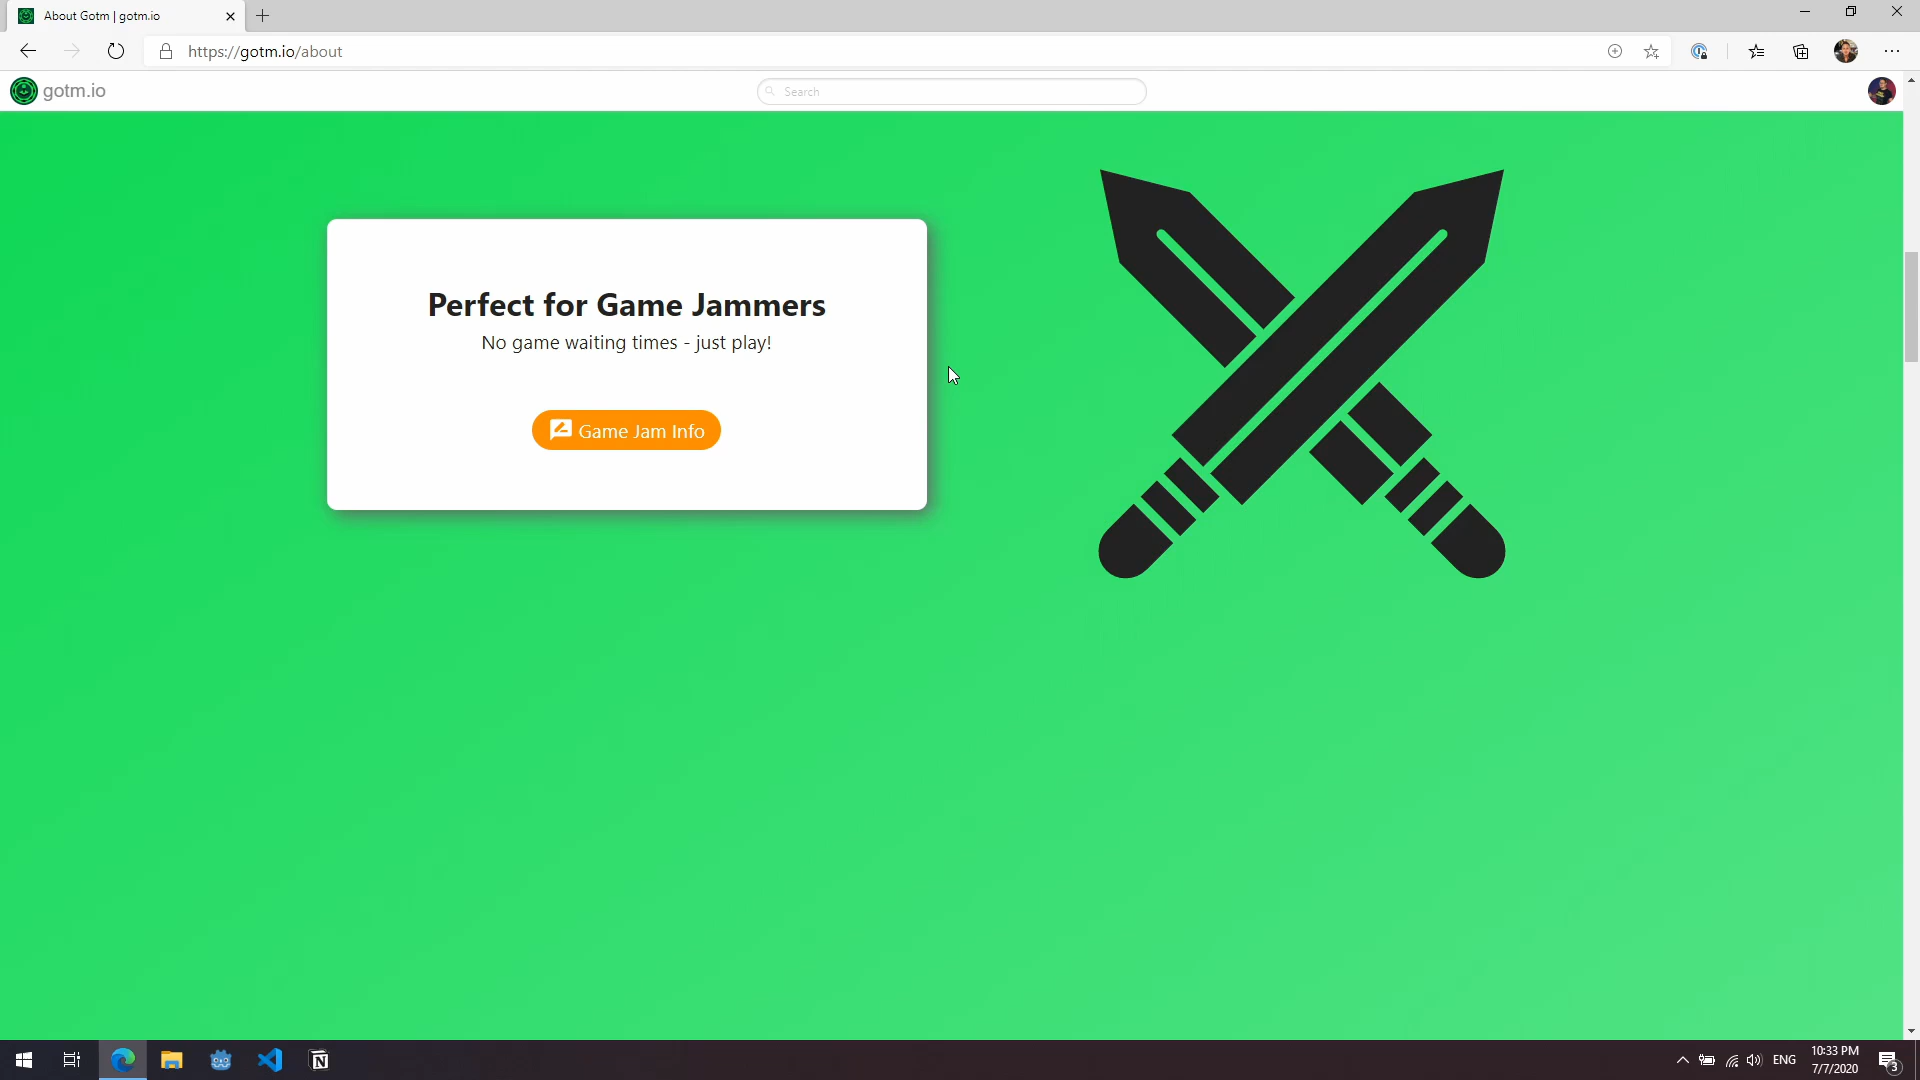 About Gotm | gotm.io
https://gotm.io/about
gotm.io
Search
Perfect for Game Jammers
No game waiting times - just play!
Game Jam Info
ENG
10:33 PM
7/7/2020
3